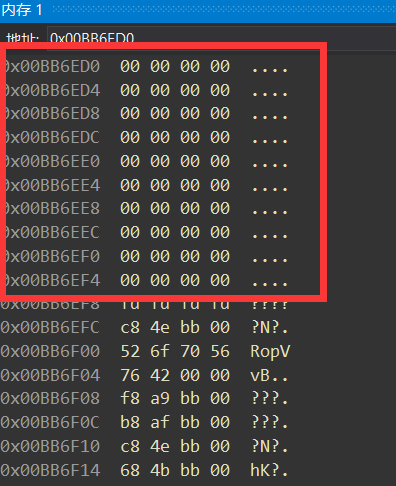 内存 1
地址: 0x00BB6ED0
0x00BB6ED0 00 00 00 00 ....
0x00BB6ED4 00 00 00 00 ....
0x00BB6ED8 00 00 00 00 ....
0x00BB6EDC 00 00 00 00 ....
0x00BB6EE0 00 00 00 00 ....
0x00BB6EE4 00 00 00 00 ....
0x00BB6EE8 00 00 00 00 ....
0x00BB6EEC 00 00 00 00 ....
0x00BB6EF0 00 00 00 00 ....
0x00BB6EF4 00 00 00 00 ....
0x00BB6EF8 fd fd fd fd ????
0x00BB6EFC c8 4e bb 00 ?N?.
0x00BB6F00 52 6f 70 56 RopV
0x00BB6F04 76 42 00 00 vB..
0x00BB6F08 f8 a9 bb 00 ???.
0x00BB6F0C b8 af bb 00 ???.
0x00BB6F10 c8 4e bb 00 ?N?.
0x00BB6F14 68 4b bb 00 hK?.